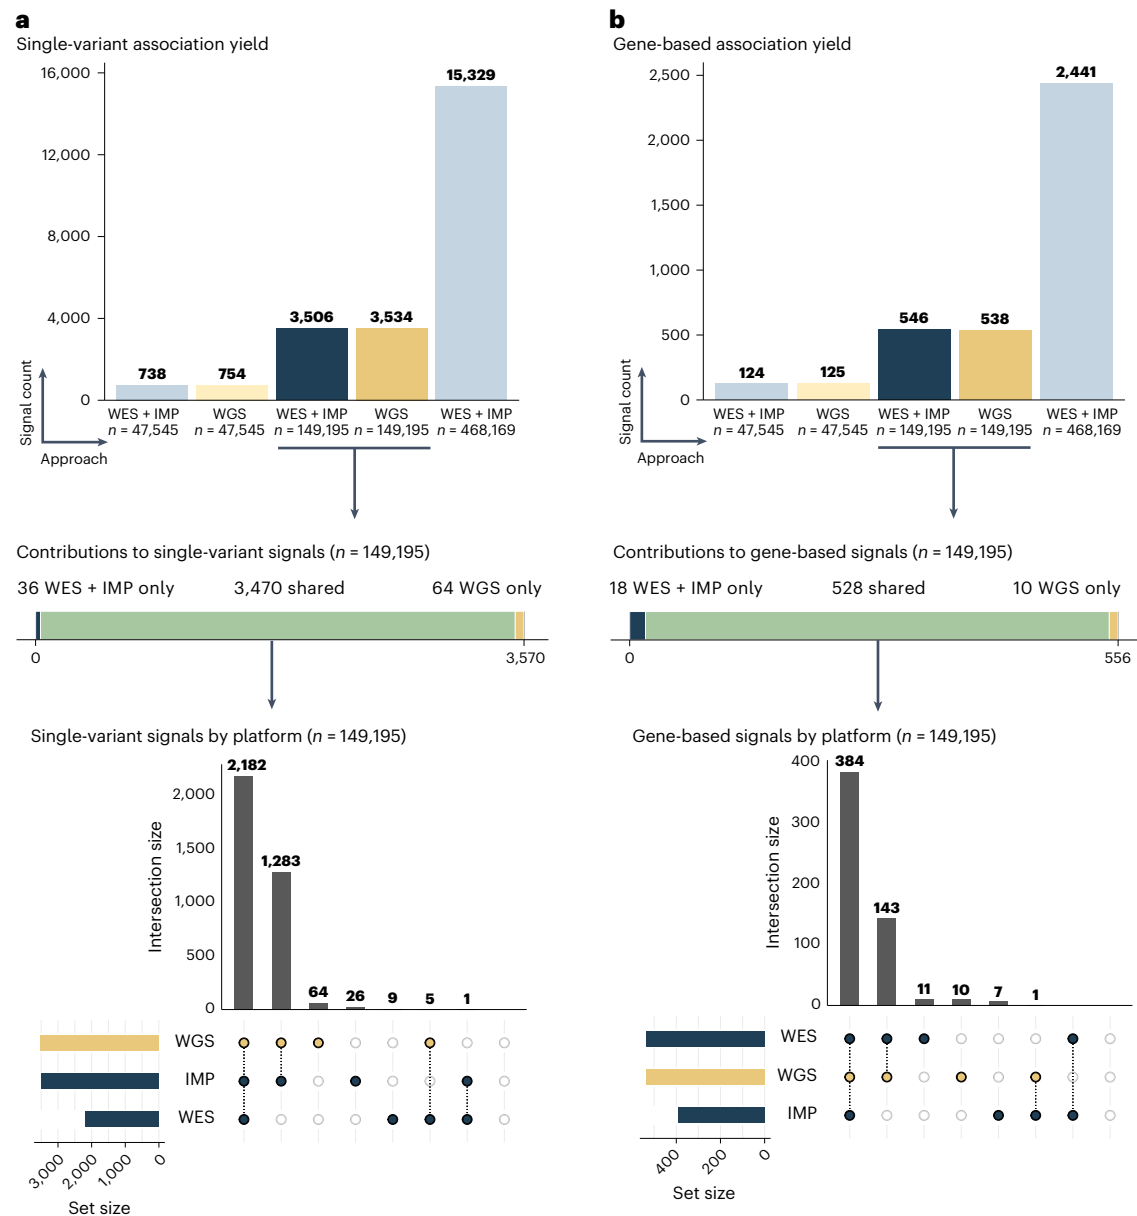 a
Single-variant association yield
16,000
12,000
8,000
4,000
0
738
754
3,506
3,534
15,329
Signal count
Approach
WES + IMP
n = 47,545
WGS
n = 47,545
WES + IMP
n = 149,195
WGS
n = 149,195
WES + IMP
n = 468,169
Contributions to single-variant signals (n = 149,195)
36 WES + IMP only
3,470 shared
64 WGS only
0
3,570
Single-variant signals by platform (n = 149,195)
Intersection size
2,000
1,500
1,000
500
0
2,182
1,283
64
26
9
5
1
WGS
IMP
WES
3,000
2,000
1,000
0
Set size
b
Gene-based association yield
2,500
2,000
1,500
1,000
500
0
124
125
546
538
2,441
Signal count
Approach
WES + IMP
n = 47,545
WGS
n = 47,545
WES + IMP
n = 149,195
WGS
n = 149,195
WES + IMP
n = 468,169
Contributions to gene-based signals (n = 149,195)
18 WES + IMP only
528 shared
10 WGS only
0
556
Gene-based signals by platform (n = 149,195)
Intersection size
400
300
200
100
0
384
143
11
10
7
1
WES
WGS
IMP
400
200
0
Set size